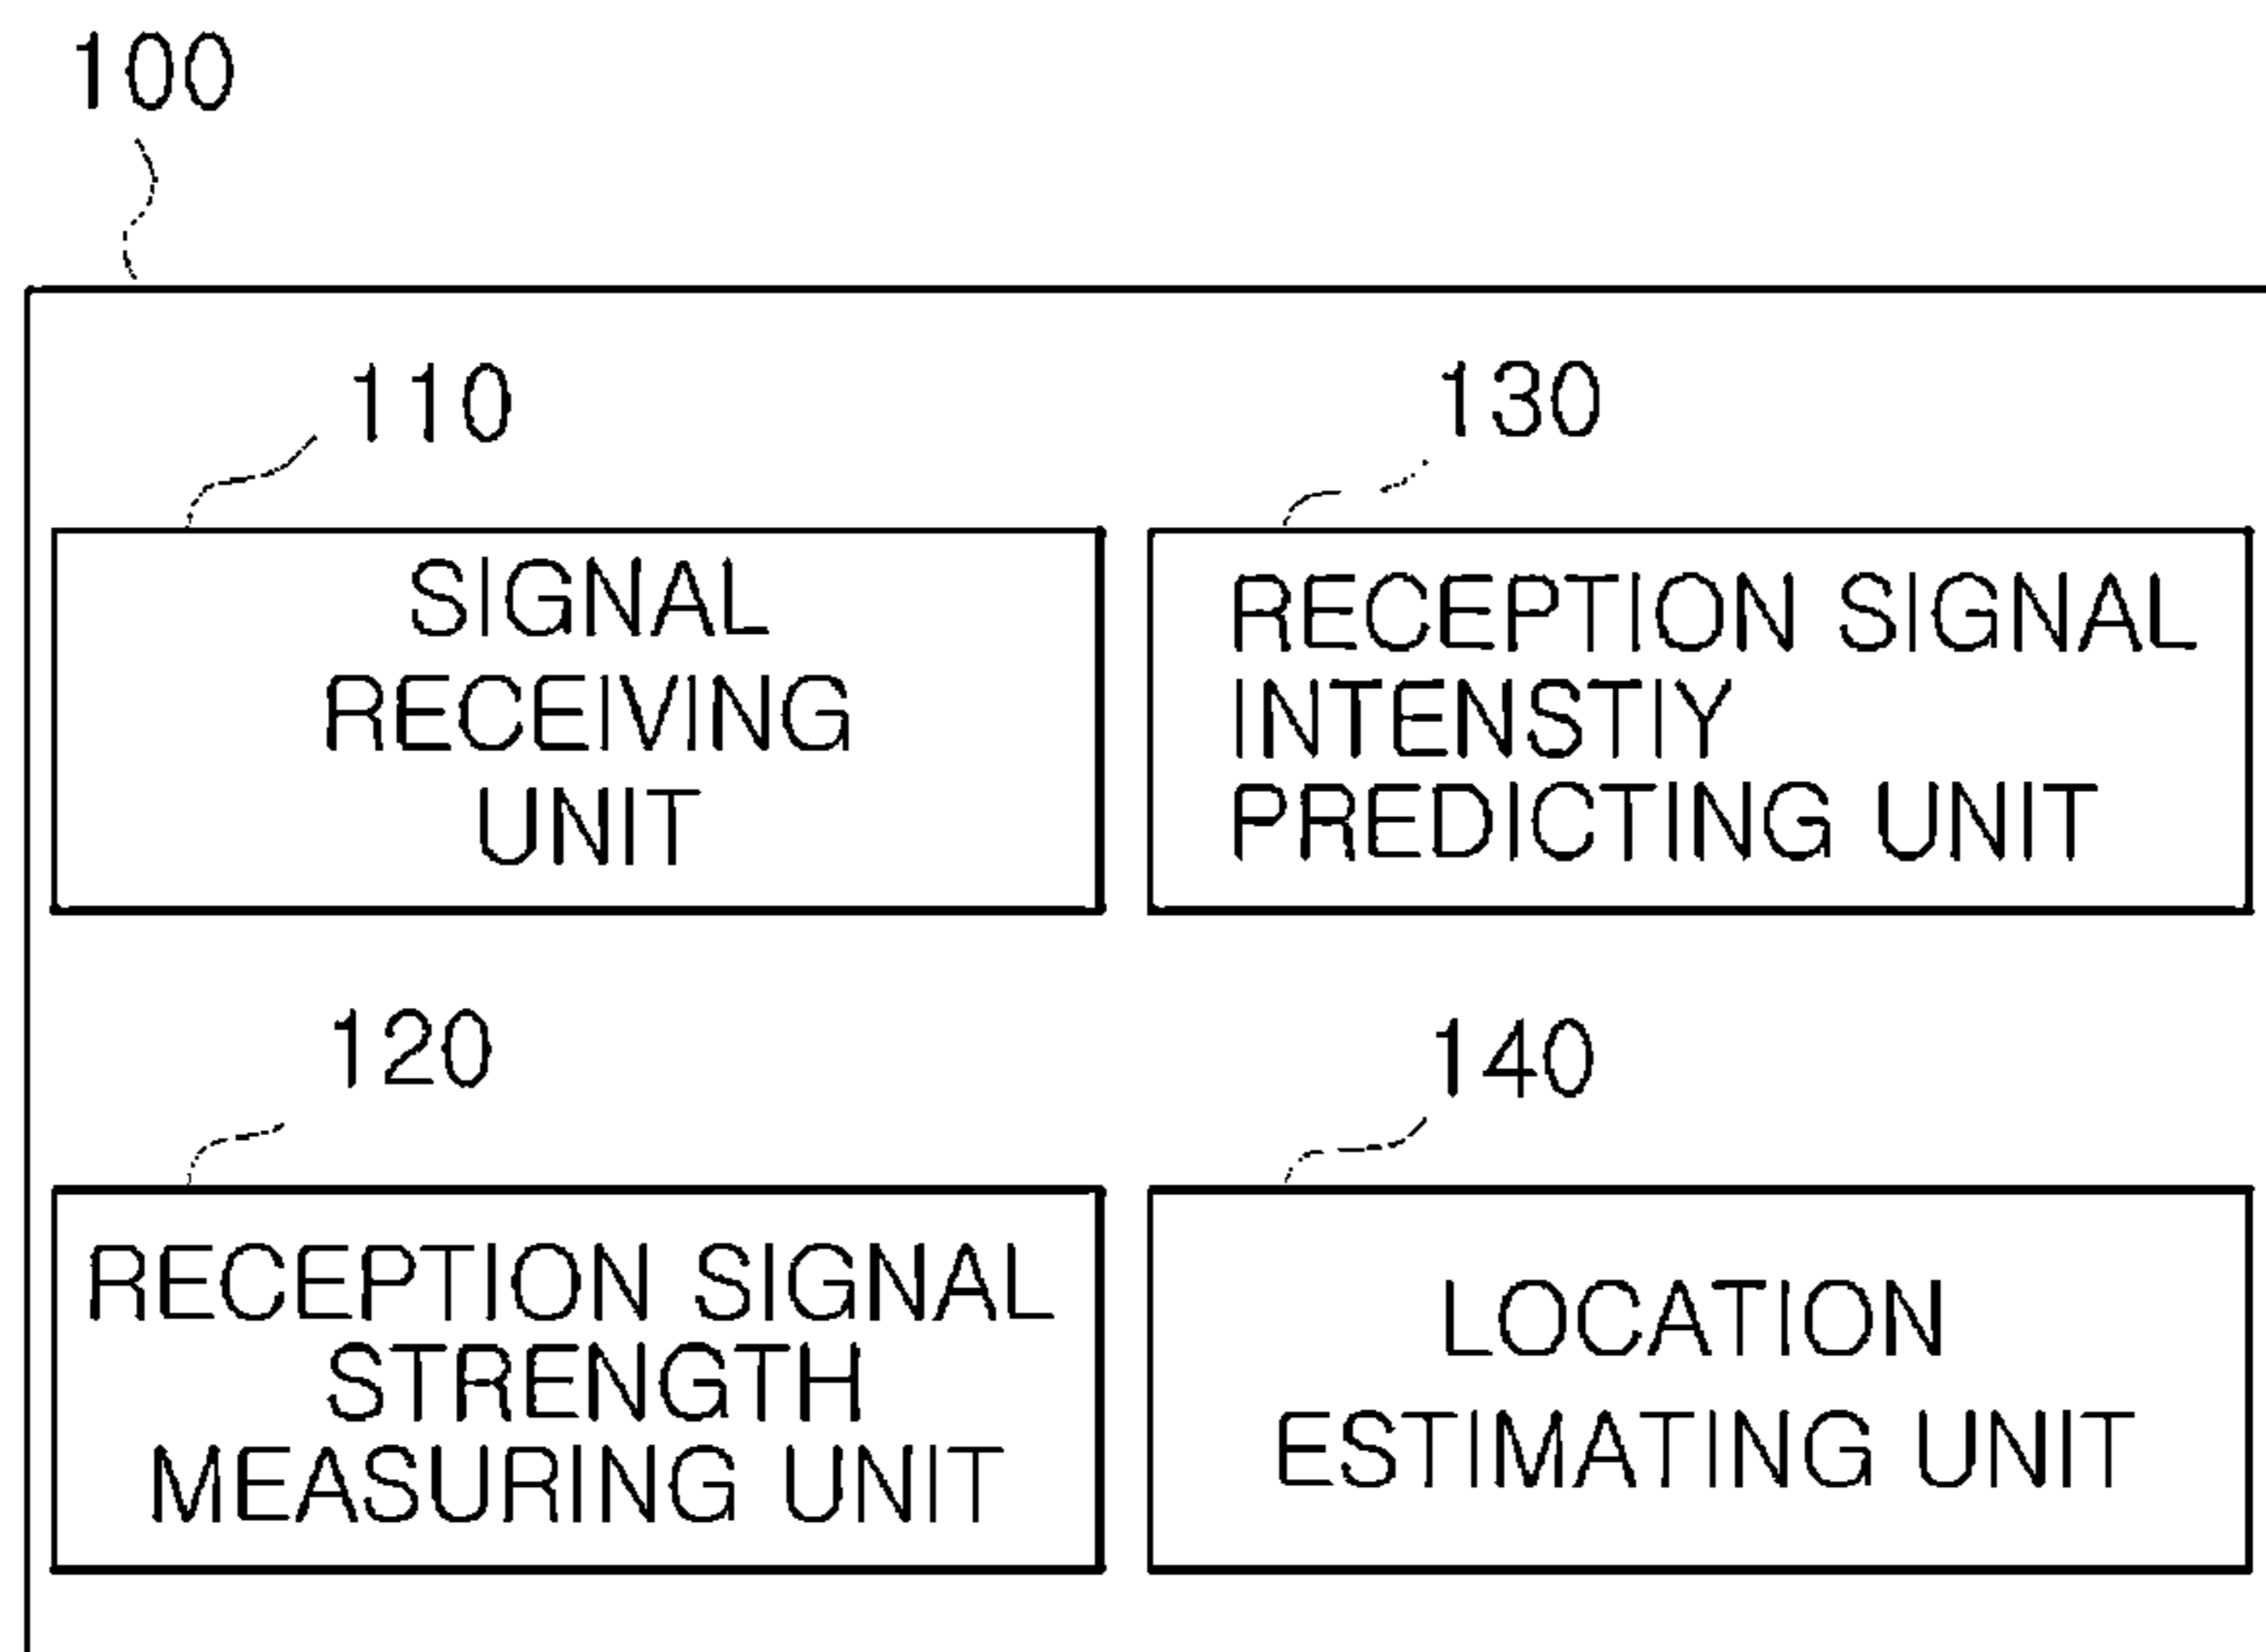 100
110
SIGNAL
RECEIVING
UNIT
130
RECEPTION SIGNAL
INTENSTIY
PREDICTING UNIT
120
RECEPTION SIGNAL
STRENGTH
MEASURING UNIT
140
LOCATION
ESTIMATING UNIT